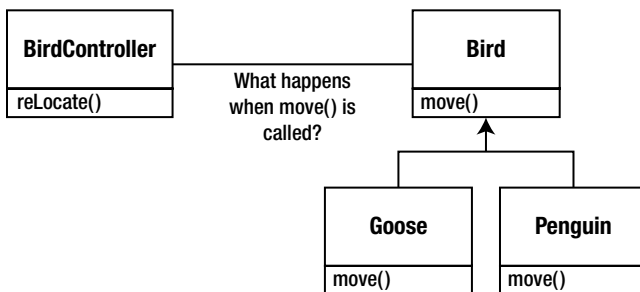 BirdController
reLocate()
What happens
when move() is
called?
Bird
move()
Goose
move()
Penguin
move()